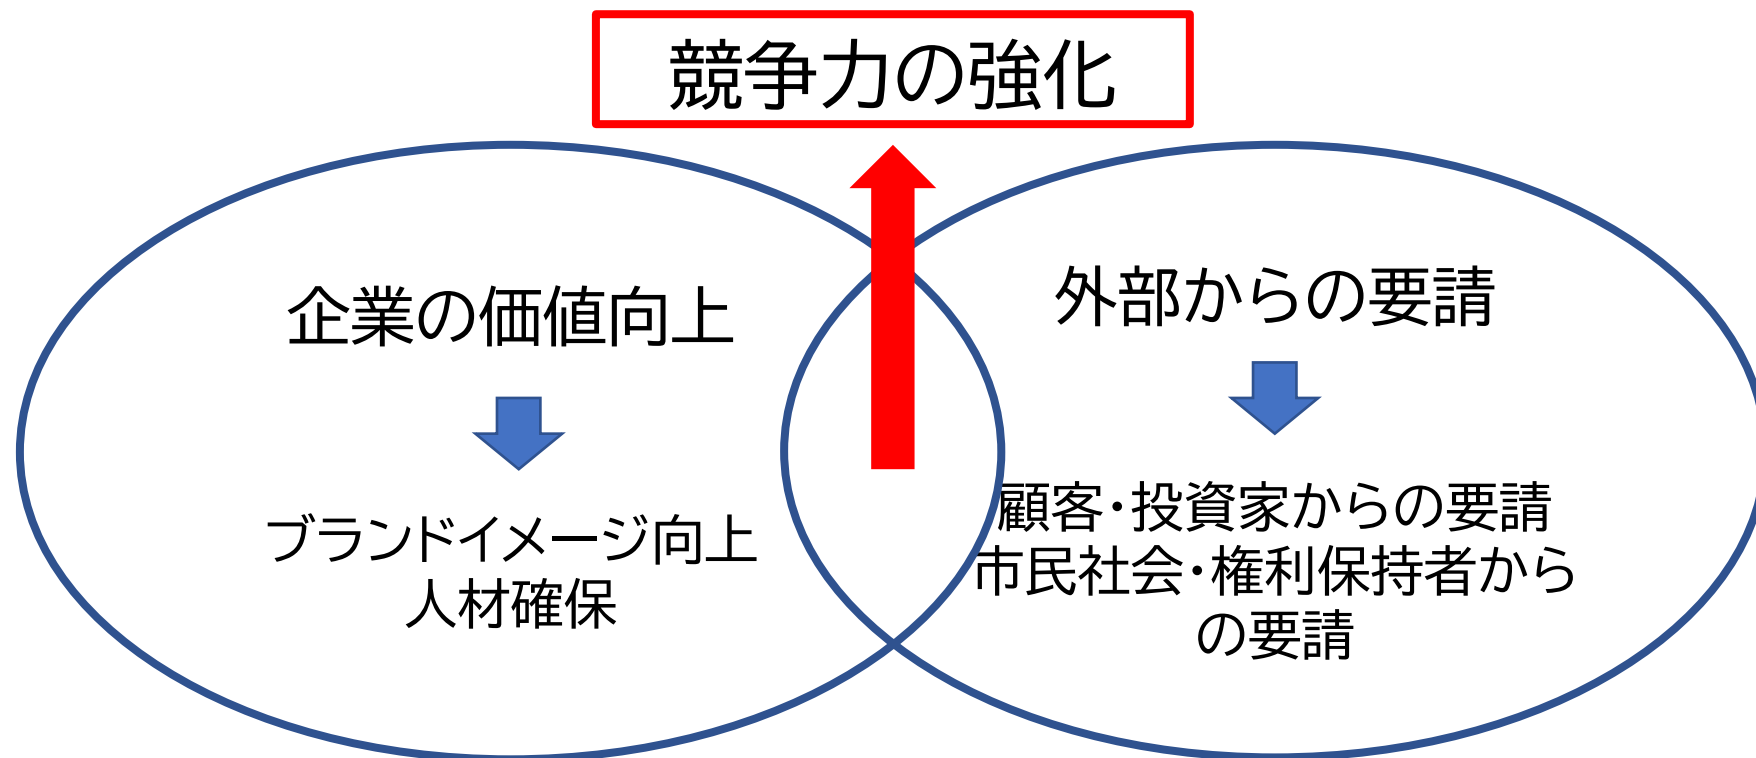 競争力の強化
企業の価値向上
ブランドイメージ向上
人材確保
外部からの要請
顧客・投資家からの要請
市民社会・権利保持者から
の要請